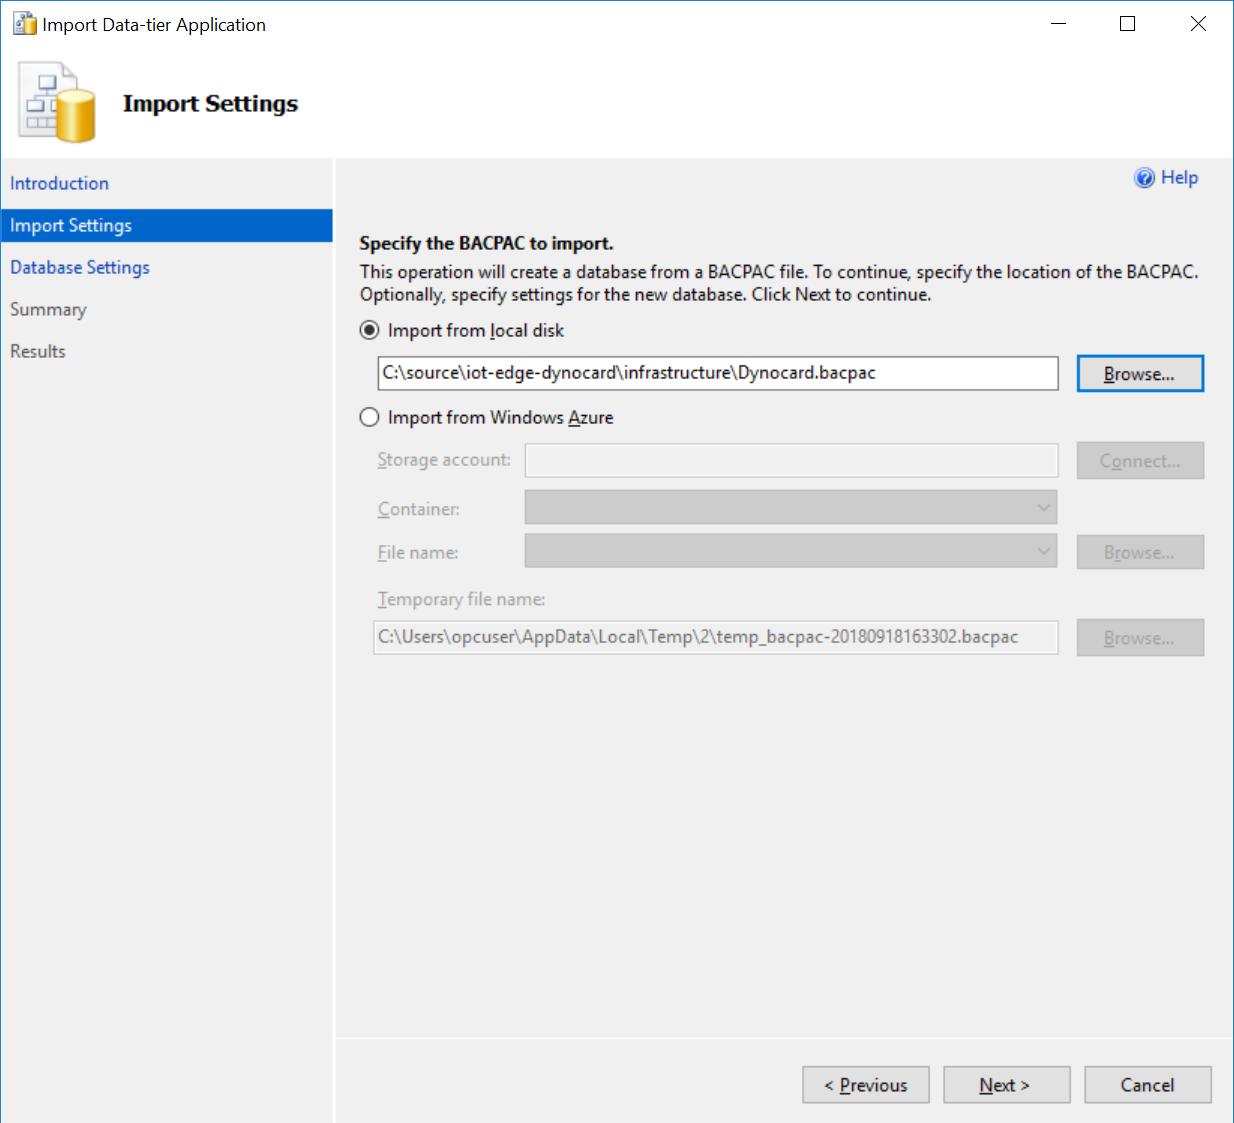 Import Data-tier Application
Import Settings
Introduction
Import Settings
Database Settings
Summary
Results
Help
Specify the BACPAC to import.
This operation will create a database from a BACPAC file. To continue, specify the location of the BACPAC.
Optionally, specify settings for the new database. Click Next to continue.
Import from local disk
C:\source\iot-edge-dynocard\infrastructure\Dynocard.bacpac
Browse...
Import from Windows Azure
Storage account:
Connect...
Container:
File name:
Browse...
Temporary file name:
C:\Users\opcuser\AppData\Local\Temp\2\temp_bacpac-20180918163302.bacpac
Browse...
< Previous
Next >
Cancel